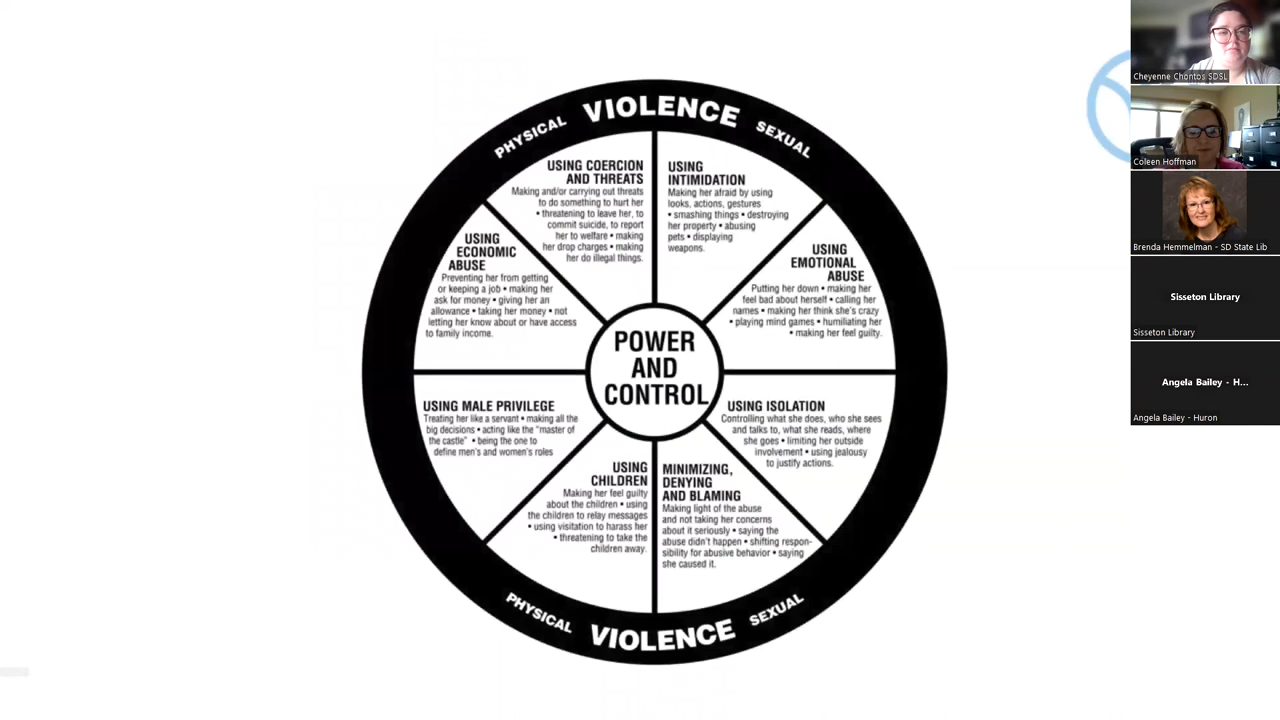 PHYSICAL VIOLENCE SEXUAL
USING COERCION
AND THREATS
Making and/or carrying out threats
to do something to hurt her
• threatening to leave her, to
commit suicide, to report
her to welfare • making
her drop charges • making
her do illegal things.
USING
INTIMIDATION
Making her afraid by using
looks, actions, gestures
• smashing things • destroying
her property • abusing
pets • displaying
weapons.
USING
ECONOMIC
ABUSE
Preventing her from getting
or keeping a job • making her
ask for money • giving her an
allowance • taking her money • not
letting her know about or have access
to family income.
USING
EMOTIONAL
ABUSE
Putting her down • making her
feel bad about herself • calling her
names • making her think she's crazy
• playing mind games • humiliating her
• making her feel guilty.
POWER
AND
CONTROL
USING MALE PRIVILEGE
Treating her like a servant • making all the
big decisions • acting like the "master of
the castle" • being the one to
define men's and women's roles
USING ISOLATION
Controlling what she does, who she sees
and talks to, what she reads, where
she goes • limiting her outside
involvement • using jealousy
to justify actions.
USING
CHILDREN
Making her feel guilty
about the children • using
the children to relay messages
• using visitation to harass her
• threatening to take the
children away.
MINIMIZING,
DENYING
AND BLAMING
Making light of the abuse
and not taking her concerns
about it seriously • saying the
abuse didn't happen • shifting respon-
sibility for abusive behavior • saying
she caused it.
PHYSICAL VIOLENCE SEXUAL
Cheyenne Chontos SDSL
Coleen Hoffman
Brenda Hemmelman - SD State Lib
Sisseton Library
Sisseton Library
Angela Bailey - H...
Angela Bailey - Huron